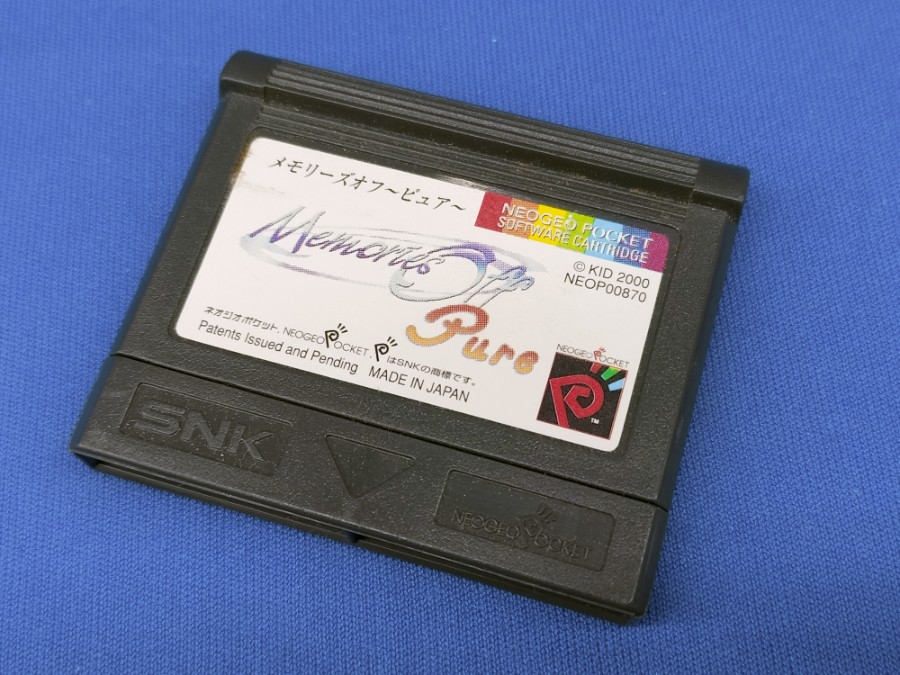 メモリーズオフ～ピュア～
NEOGEO POCKET
SOFTWARE CARTRIDGE
© KID 2000
NEOP00870
Memories Off
Pure
ネオジオポケット, NEOGEO POCKET, PはSNKの商標です。
Patents Issued and Pending MADE IN JAPAN
NEOGEO POCKET
P
TM
SNK
NEOGEO POCKET